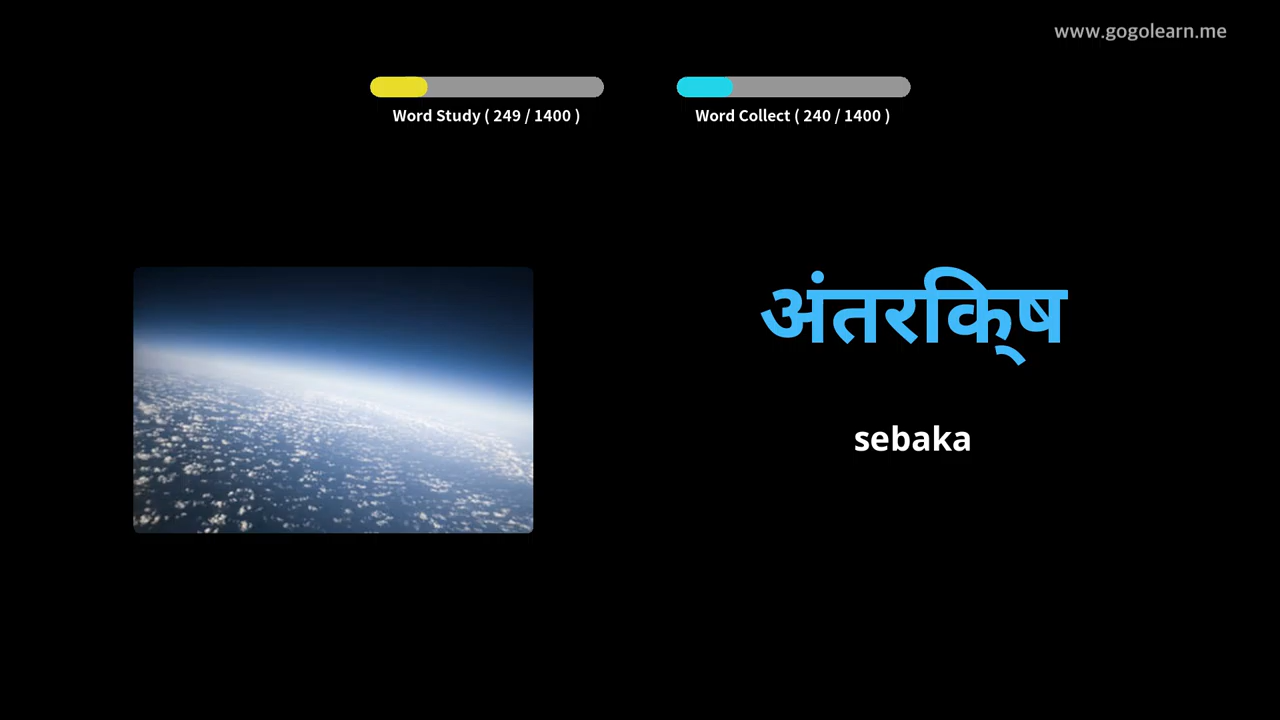 www.gogolearn.me
Word Study ( 249 / 1400 )
Word Collect ( 240 / 1400 )
अंतरिक्ष
sebaka